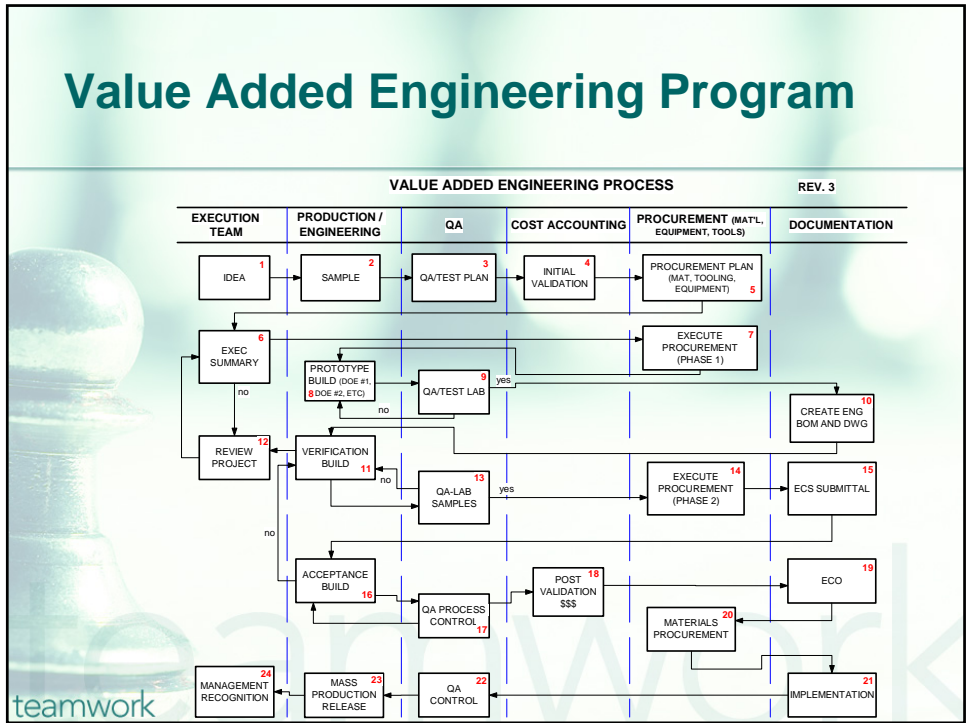 Value Added Engineering Program
VALUE ADDED ENGINEERING PROCESS
REV. 3
EXECUTION
TEAM
PRODUCTION /
ENGINEERING
QA
COST ACCOUNTING
PROCUREMENT (MAT'L,
EQUIPMENT, TOOLS)
DOCUMENTATION
1
IDEA
2
SAMPLE
3
QA/TEST PLAN
4
INITIAL
VALIDATION
PROCUREMENT PLAN
(MAT, TOOLING,
EQUIPMENT) 5
6
EXEC
SUMMARY
no
7
EXECUTE
PROCUREMENT
(PHASE 1)
PROTOTYPE
BUILD (DOE #1,
8 DOE #2, ETC)
no
9
QA/TEST LAB
yes
10
CREATE ENG
BOM AND DWG
12
REVIEW
PROJECT
VERIFICATION
BUILD
11
no
13
QA-LAB
SAMPLES
yes
14
EXECUTE
PROCUREMENT
(PHASE 2)
15
ECS SUBMITTAL
no
ACCEPTANCE
BUILD
16
QA PROCESS
CONTROL
17
18
POST
VALIDATION
$$$
19
ECO
20
MATERIALS
PROCUREMENT
24
MANAGEMENT
RECOGNITION
23
MASS
PRODUCTION
RELEASE
22
QA
CONTROL
21
IMPLEMENTATION
teamwork
teamwork